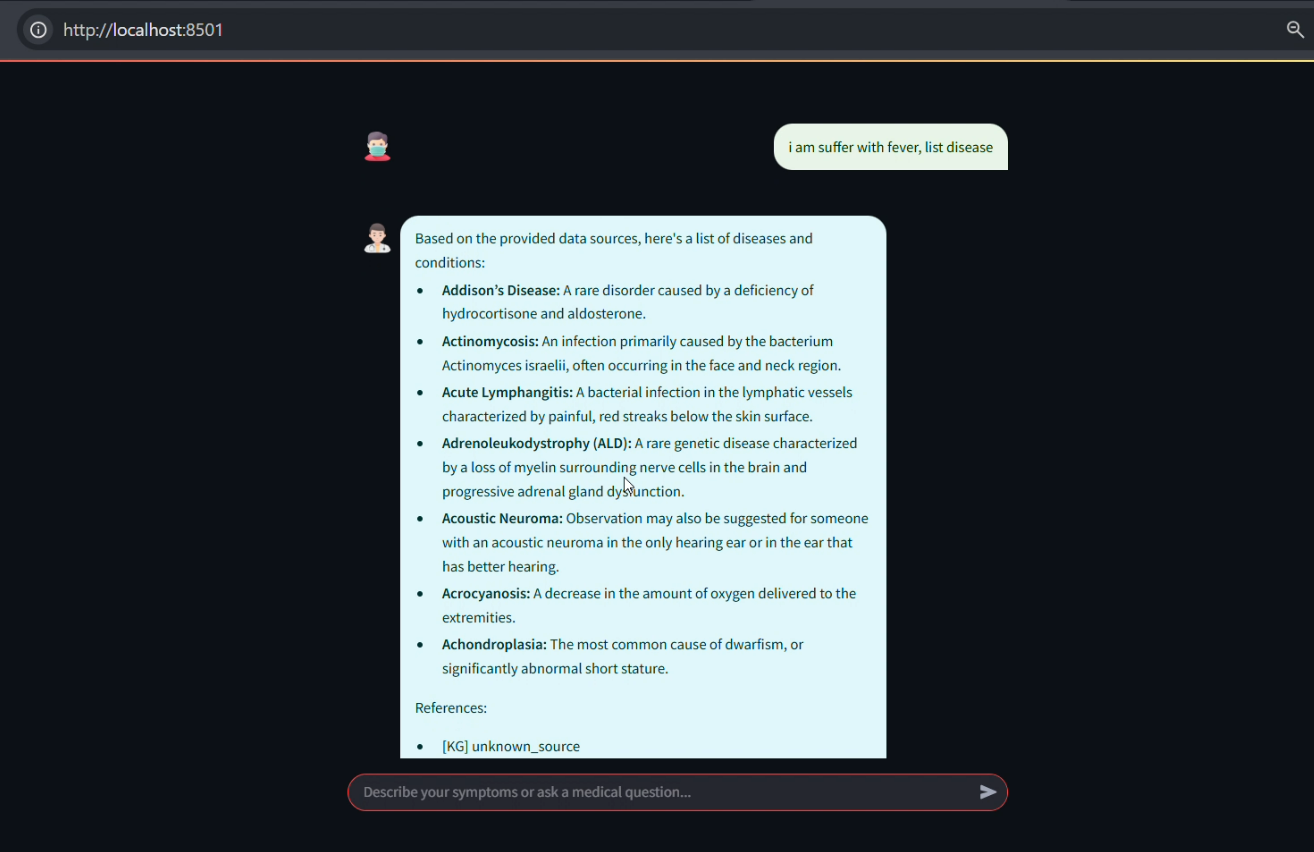 http://localhost:8501
i am suffer with fever, list disease
Based on the provided data sources, here's a list of diseases and
conditions:
• Addison's Disease: A rare disorder caused by a deficiency of
hydrocortisone and aldosterone.
• Actinomycosis: An infection primarily caused by the bacterium
Actinomyces israelii, often occurring in the face and neck region.
• Acute Lymphangitis: A bacterial infection in the lymphatic vessels
characterized by painful, red streaks below the skin surface.
• Adrenoleukodystrophy (ALD): A rare genetic disease characterized
by a loss of myelin surrounding nerve cells in the brain and
progressive adrenal gland dysfunction.
• Acoustic Neuroma: Observation may also be suggested for someone
with an acoustic neuroma in the only hearing ear or in the ear that
has better hearing.
• Acrocyanosis: A decrease in the amount of oxygen delivered to the
extremities.
• Achondroplasia: The most common cause of dwarfism, or
significantly abnormal short stature.
References:
• [KG] unknown_source
Describe your symptoms or ask a medical question...